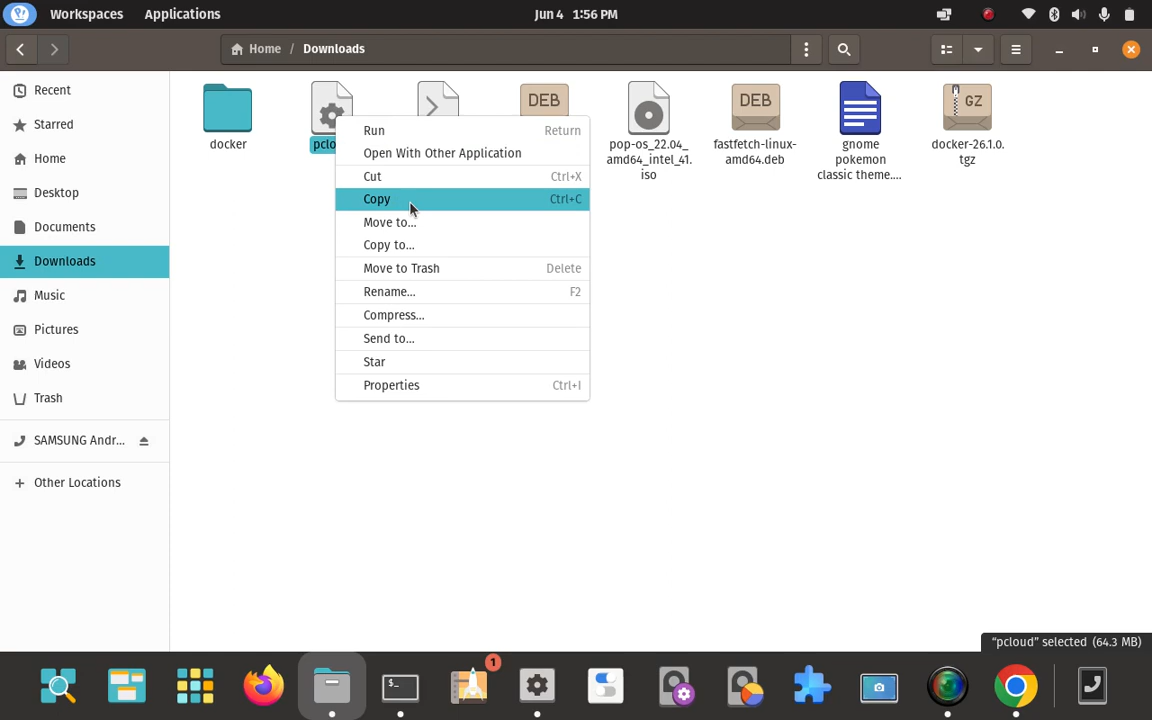 Workspaces Applications Jun 4 1:56 PM
Home / Downloads
Recent
Starred
Home
Desktop
Documents
Downloads
Music
Pictures
Videos
Trash
SAMSUNG Andr...
+ Other Locations
docker
pclo
DEB
pop-os_22.04_
amd64_intel_41.
iso
DEB
fastfetch-linux-
amd64.deb
gnome
pokemon
classic theme....
GZ
docker-26.1.0.
tgz
Run Return
Open With Other Application
Cut Ctrl+X
Copy Ctrl+C
Move to...
Copy to...
Move to Trash Delete
Rename... F2
Compress...
Send to...
Star
Properties Ctrl+I
"pcloud" selected (64.3 MB)
$_
1